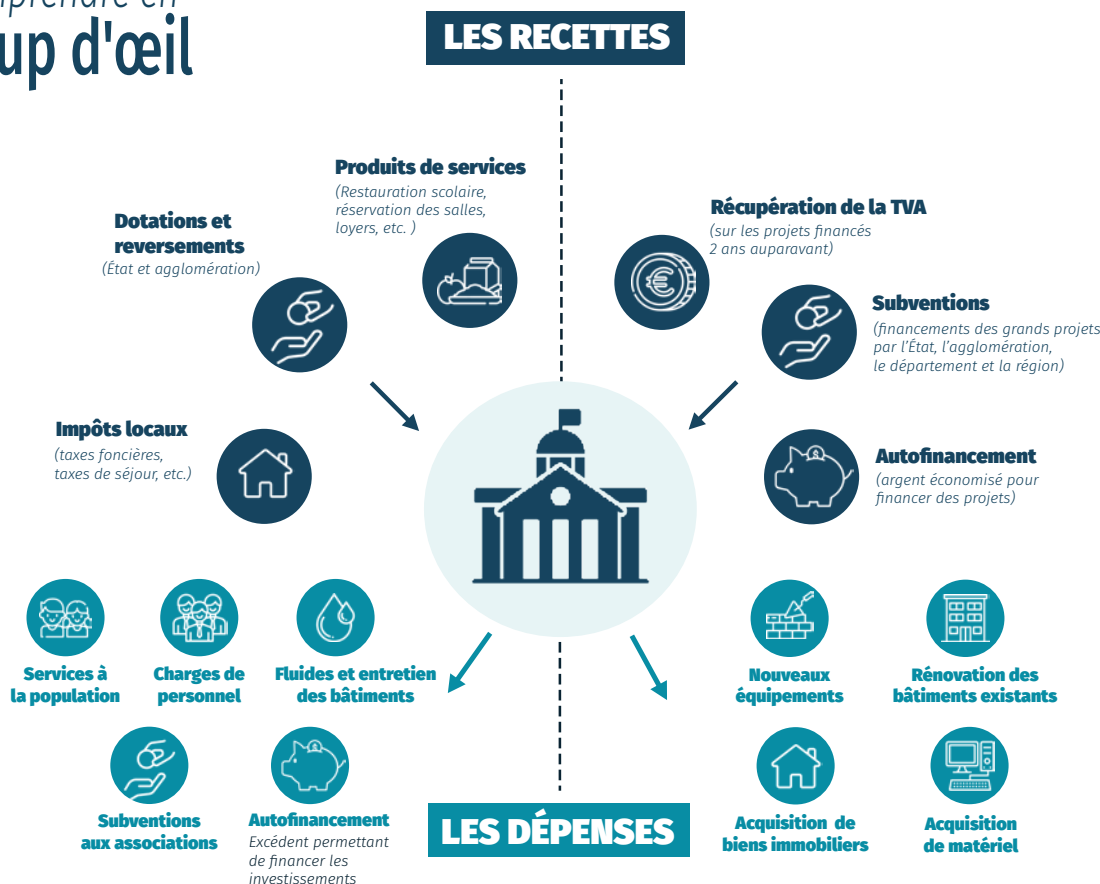 prendre en
up d'œil
LES RECETTES
Produits de services
(Restauration scolaire,
réservation des salles,
loyers, etc. )
Dotations et
reversements
(État et agglomération)
Impôts locaux
(taxes foncières,
taxes de séjour, etc.)
Récupération de la TVA
(sur les projets financés
2 ans auparavant)
Subventions
(financements des grands projets
par l'État, l'agglomération,
le département et la région)
Autofinancement
(argent économisé pour
financer des projets)
Services à
la population
Charges de
personnel
Fluides et entretien
des bâtiments
Subventions
aux associations
Autofinancement
Excédent permettant
de financer les
investissements
LES DÉPENSES
Nouveaux
équipements
Rénovation des
bâtiments existants
Acquisition de
biens immobiliers
Acquisition
de matériel